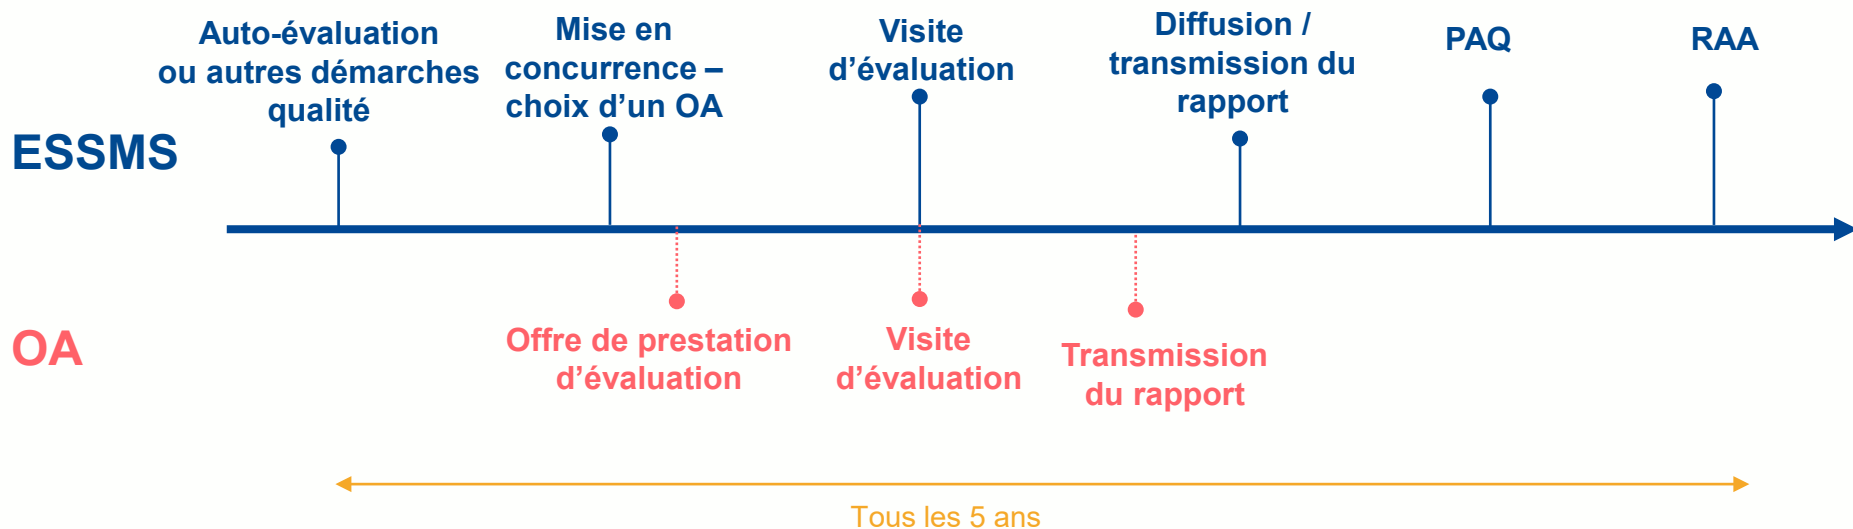 Auto-évaluation
ou autres démarches
qualité
Mise en
concurrence –
choix d’un OA
Visite
d’évaluation
Diffusion /
transmission du
rapport
PAQ
RAA
ESSMS
OA
Offre de prestation
d’évaluation
Visite
d’évaluation
Transmission
du rapport
Tous les 5 ans